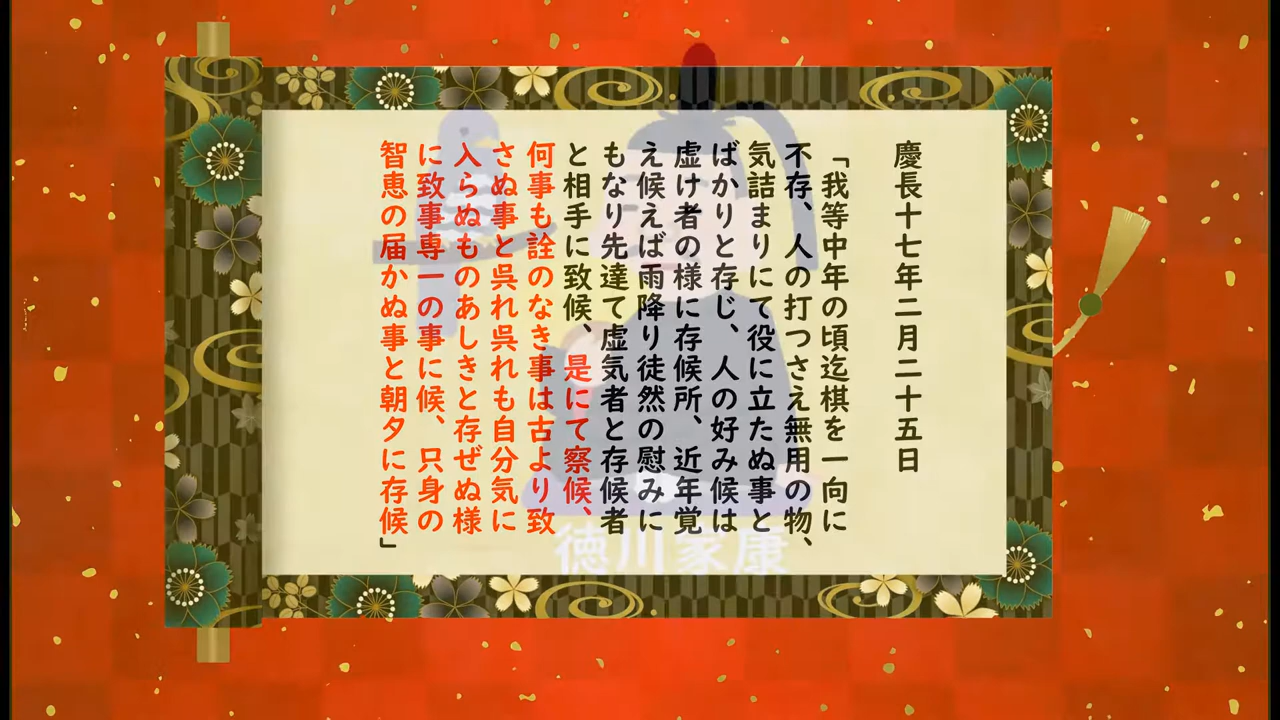 慶長十七年二月二十五日
「我等中年の頃迄棋を一向に
不存、人の打つさえ無用の物、
気詰まりにて役に立たぬ事と
ばかりと存じ、人の好み候は
虚け者の様に存候所、近年覚
え候えば雨降り徒然の慰みに
もなり先達て虚気者と存候者
と相手に致候、是にて察候、
何事も詮のなき事は古より致
さぬ事と呉れ呉れも自分気に
入らぬものあしきと存ぜぬ様
に致事専一の事に候、只身の
智恵の届かぬ事と朝夕に存候」
徳川家康